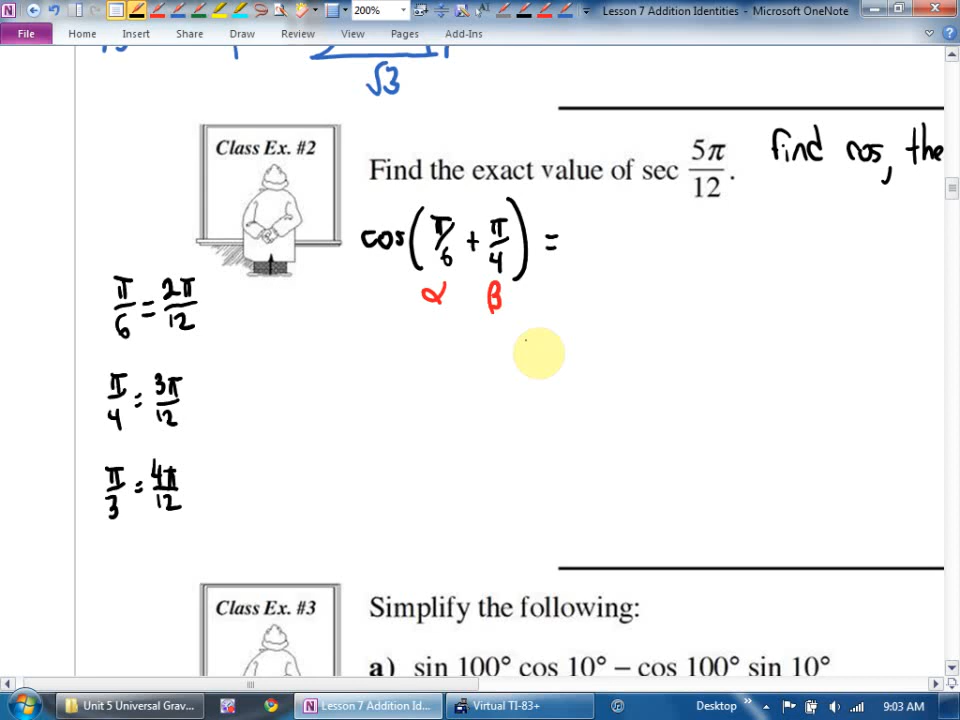 200%
Lesson 7 Addition Identities - Microsoft OneNote
File Home Insert Share Draw Review View Pages Add-Ins
√3
Class Ex. #2
Find the exact value of sec 5π/12.
find cos, the
cos(π/6 + π/4) =
α β
π/6 = 2π/12
π/4 = 3π/12
π/3 = 4π/12
Class Ex. #3
Simplify the following:
a) sin 100° cos 10° – cos 100° sin 10°
Unit 5 Universal Grav... Lesson 7 Addition Ide... Virtual TI-83+ Desktop 9:03 AM